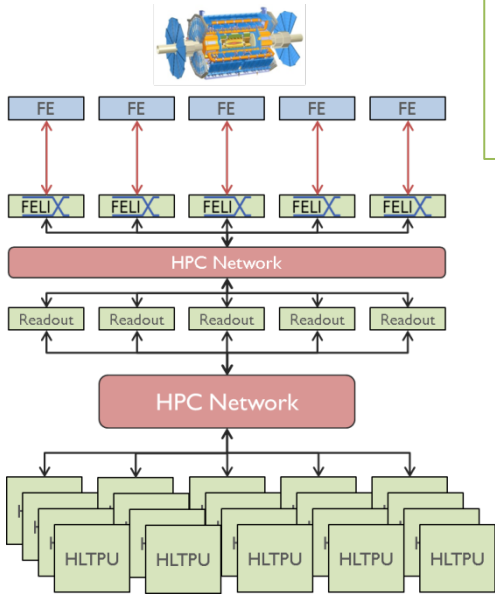 FE FE FE FE FE
FELIX FELIX FELIX FELIX FELIX
HPC Network
Readout Readout Readout Readout Readout
HPC Network
HLTPU HLTPU HLTPU HLTPU HLTPU